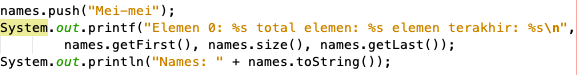 names.push("Mei-mei");
System.out.printf("Elemen 0: %s total elemen: %s elemen terakhir: %s\n",
names.getFirst(), names.size(), names.getLast());
System.out.println("Names: " + names.toString());